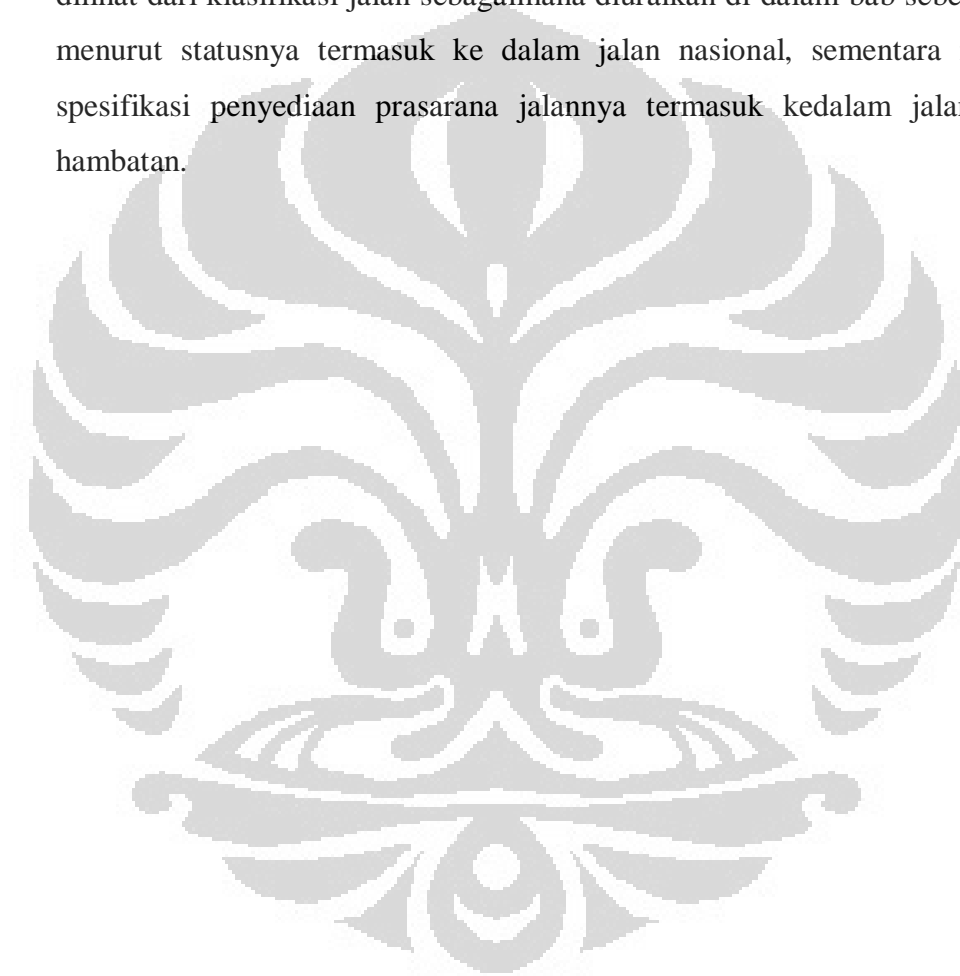 dilihat dari klasifikasi jalan sebagaimana diuraikan di dalam bab
menurut statusnya termasuk ke dalam jalan nasional, sementara
spesifikasi penyediaan prasarana jalannya termasuk kedalam
hambatan.